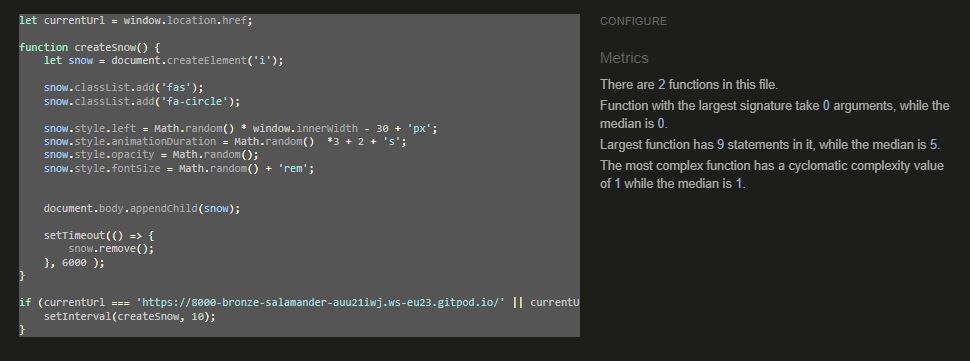 let currentUrl = window.location.href;
function createSnow() {
let snow = document.createElement('i');
snow.classList.add('fas');
snow.classList.add('fa-circle');
snow.style.left = Math.random() * window.innerWidth - 30 + 'px';
snow.style.animationDuration = Math.random()  *3 + 2 + 's';
snow.style.opacity = Math.random();
snow.style.fontSize = Math.random() + 'rem';
document.body.appendChild(snow);
setTimeout(() => {
snow.remove();
}, 6000 );
}
if (currentUrl === 'https://8000-bronze-salamander-auu21iwj.ws-eu23.gitpod.io/' || currentU
setInterval(createSnow, 10);
}
CONFIGURE
Metrics
There are 2 functions in this file.
Function with the largest signature take 0 arguments, while the
median is 0.
Largest function has 9 statements in it, while the median is 5.
The most complex function has a cyclomatic complexity value
of 1 while the median is 1.